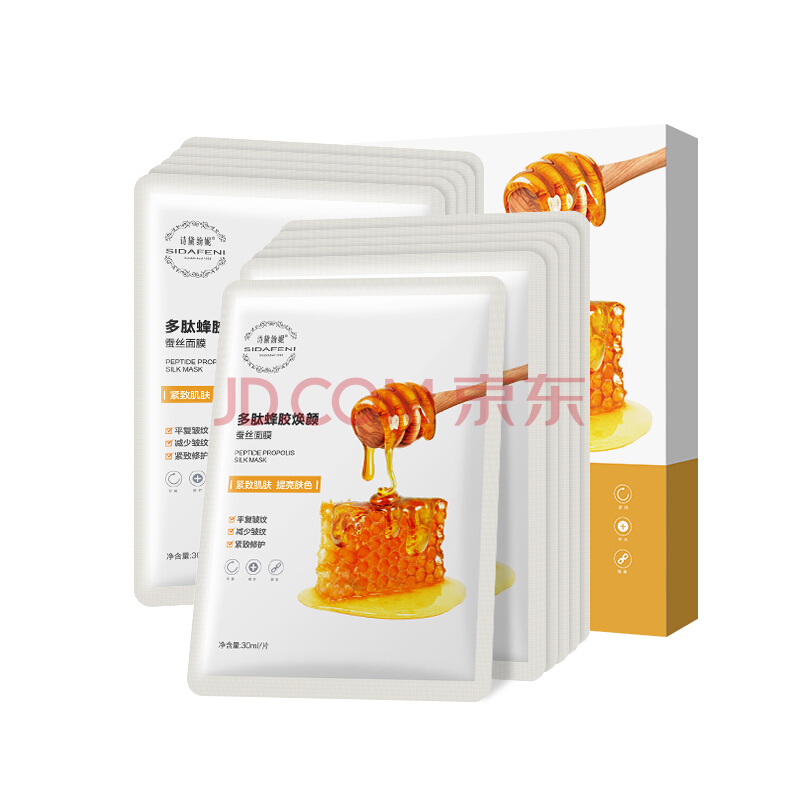 诗黛纷妮®
SIDAFENI
多肽蜂胶
蚕丝面膜
PEPTIDE PROPO
SILK MASK
紧致肌肤
平复皱纹
减少皱纹
紧致修护
净含量:30
诗黛纷妮®
SIDAFENI
多肽蜂胶焕颜
蚕丝面膜
PEPTIDE PROPOLIS
SILK MASK
紧致肌肤 提亮肤色
平复皱纹
减少皱纹
紧致修护
净含量:30ml/片
JD.COM 京东